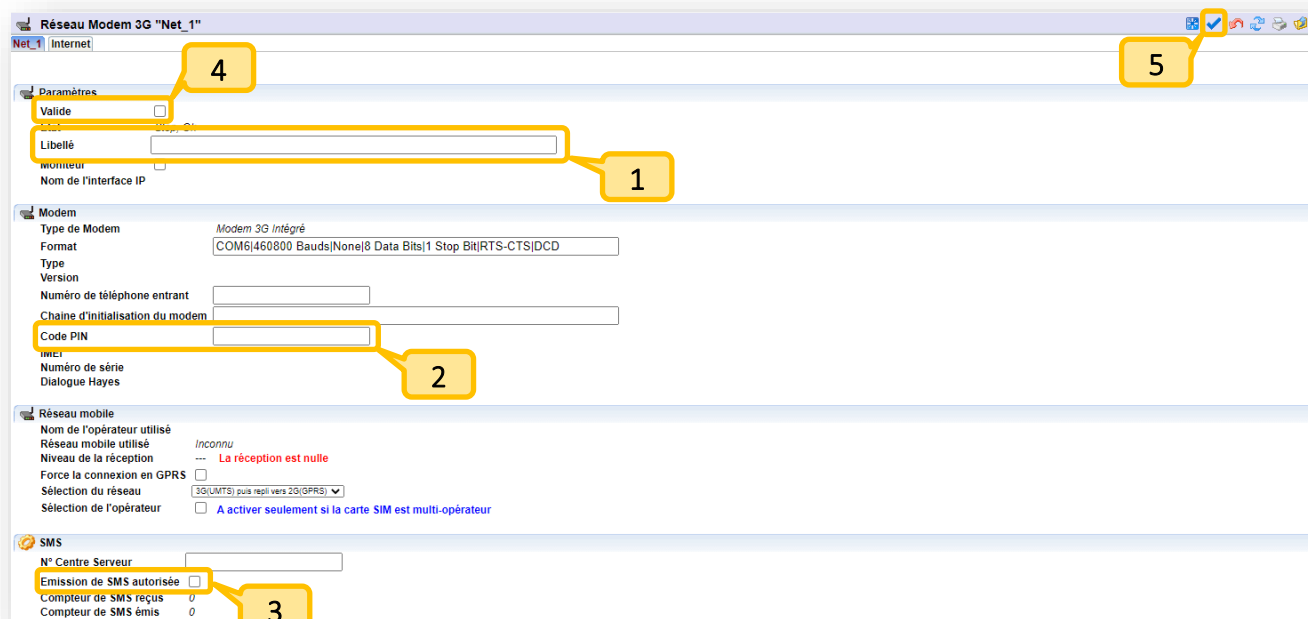 Réseau Modem 3G "Net_1"
Net_1 Internet
4
5
Paramètres
Valide
Libellé
1
Moniteur
Nom de l'interface IP
Modem
Type de Modem Modem 3G Intégré
Format COM6|460800 Bauds|None|8 Data Bits|1 Stop Bit|RTS-CTS|DCD
Type
Version
Numéro de téléphone entrant
Chaine d'initialisation du modem
Code PIN
IMEI
2
Numéro de série
Dialogue Hayes
Réseau mobile
Nom de l'opérateur utilisé
Réseau mobile utilisé Inconnu
Niveau de la réception --- La réception est nulle
Force la connexion en GPRS
Sélection du réseau 3G(UMTS) puis repli vers 2G(GPRS)
Sélection de l'opérateur A activer seulement si la carte SIM est multi-opérateur
SMS
N° Centre Serveur
Emission de SMS autorisée
Compteur de SMS reçus 0
3
Compteur de SMS émis 0